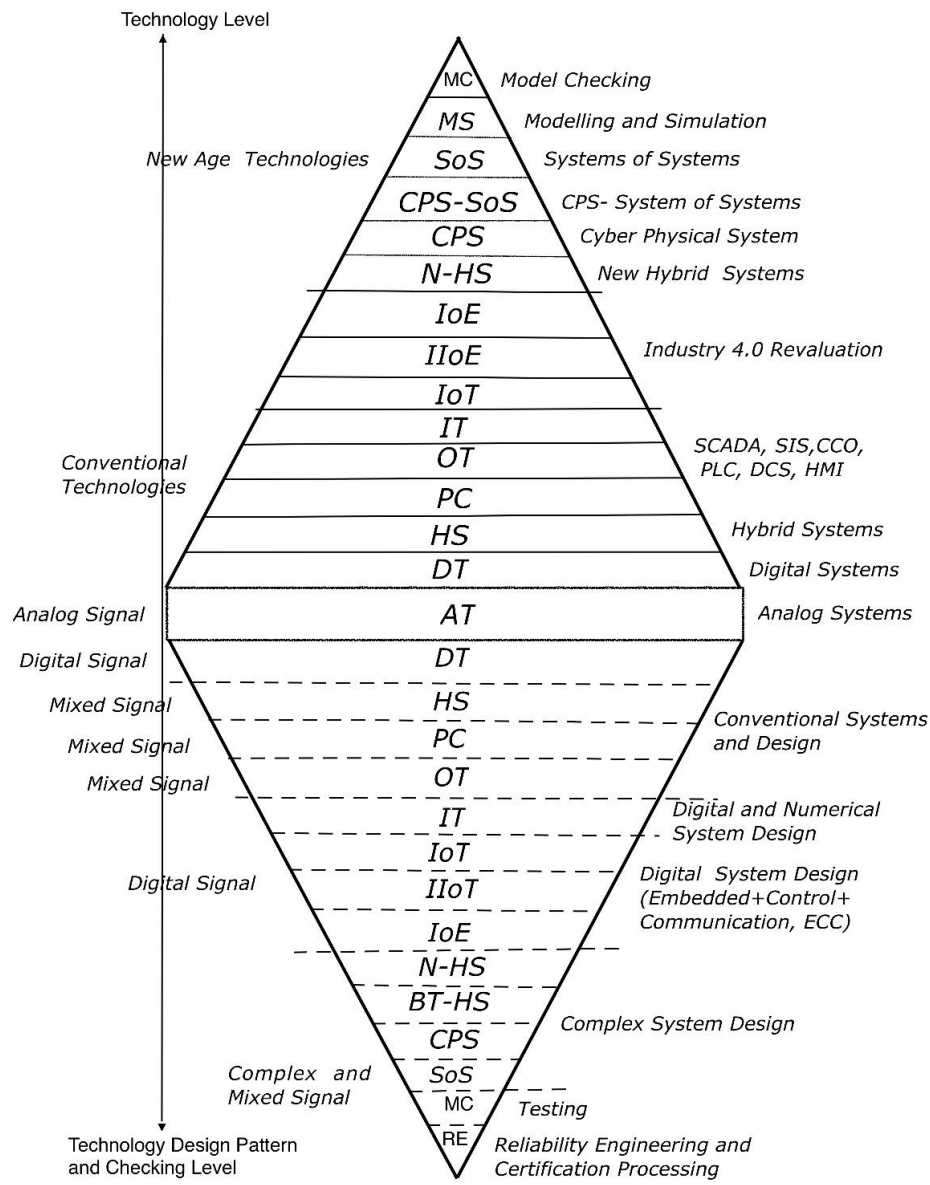 Technology Level
MC Model Checking
MS Modelling and Simulation
New Age Technologies SoS Systems of Systems
CPS-SoS CPS- System of Systems
CPS Cyber Physical System
N-HS New Hybrid Systems
IoE
IIoE Industry 4.0 Revaluation
IoT
IT
Conventional
Technologies
OT
SCADA, SIS,CCO,
PLC, DCS, HMI
PC
HS Hybrid Systems
DT Digital Systems
Analog Signal AT Analog Systems
Digital Signal DT
Mixed Signal HS
Conventional Systems
and Design
Mixed Signal PC
Mixed Signal OT
IT
Digital and Numerical
System Design
IoT
Digital Signal IIoT
Digital System Design
(Embedded+Control+
Communication, ECC)
IoE
N-HS
BT-HS
Complex System Design
CPS
Complex and
Mixed Signal
SoS
MC Testing
RE
Reliability Engineering and
Certification Processing
Technology Design Pattern
and Checking Level